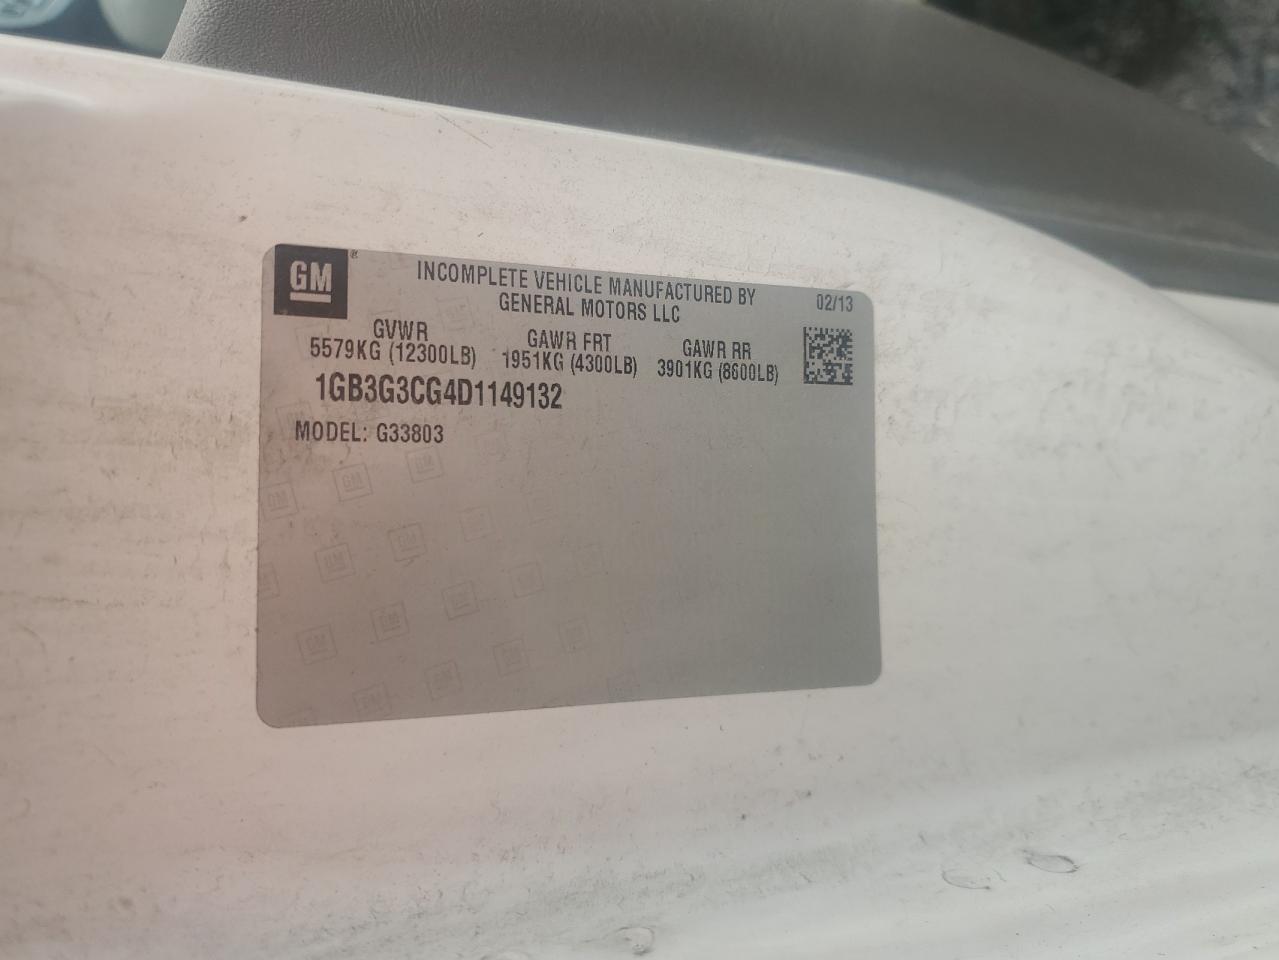 GM®
INCOMPLETE VEHICLE MANUFACTURED BY
GENERAL MOTORS LLC
02/13
GVWR
5579KG (12300LB)
GAWR FRT
1951KG (4300LB)
GAWR RR
3901KG (8600LB)
1GB3G3CG4D1149132
MODEL: G33803